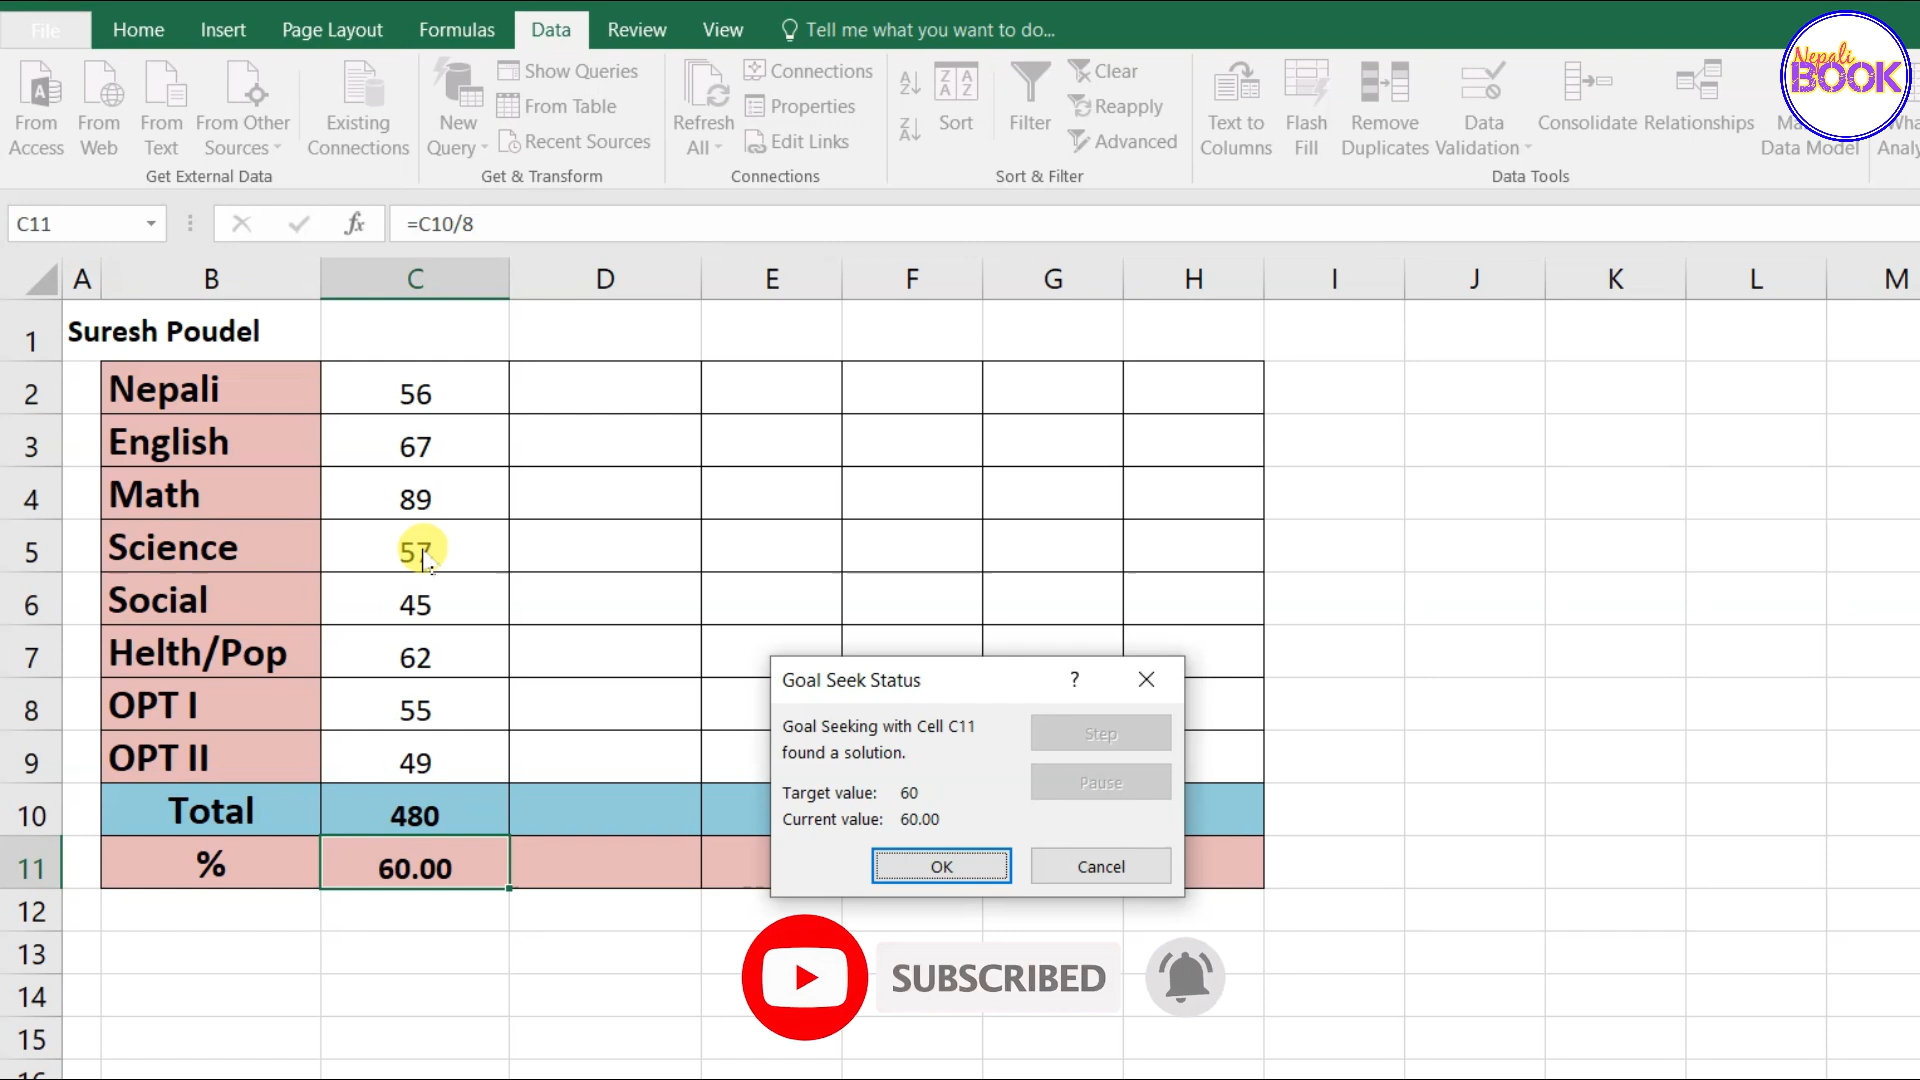 File Home Insert Page Layout Formulas Data Review View Tell me what you want to do...
Nepali
BOOK
From Access
From Web
From Text
From Other Sources
Existing Connections
New Query
Show Queries
From Table
Recent Sources
Refresh All
Connections
Properties
Edit Links
Sort
Filter
Clear
Reapply
Advanced
Text to Columns
Flash Fill
Remove Duplicates
Data Validation
Consolidate
Relationships
Data Model
Get External Data
Get & Transform
Connections
Sort & Filter
Data Tools
C11 fx =C10/8
A B C D E F G H I J K L M
1 Suresh Poudel
2 Nepali 56
3 English 67
4 Math 89
5 Science 57
6 Social 45
7 Helth/Pop 62
8 OPT I 55
9 OPT II 49
10 Total 480
11 % 60.00
12
13
14
15
16
Goal Seek Status ?
Goal Seeking with Cell C11
found a solution.
Target value: 60
Current value: 60.00
Step
Pause
OK
Cancel
SUBSCRIBED